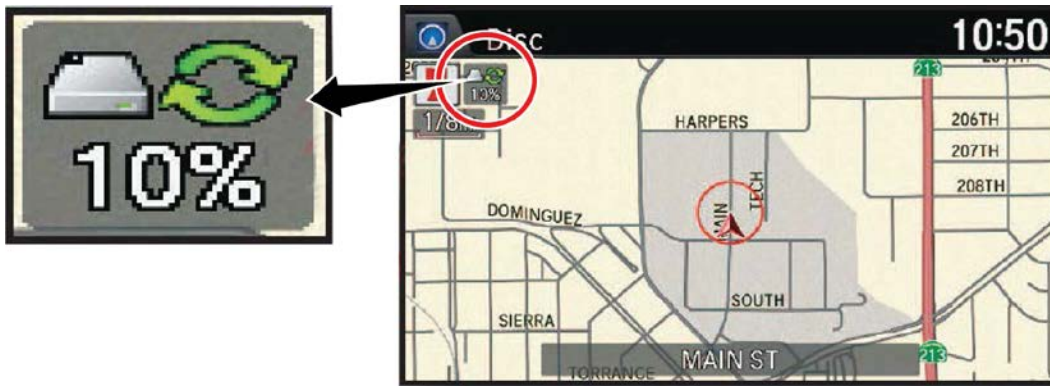 10%
Disc
10:50
10%
1/8mi
213
HARPERS
206TH
207TH
208TH
TECH
MAIN
DOMINGUEZ
SOUTH
SIERRA
MAIN ST
213
TORRANCE